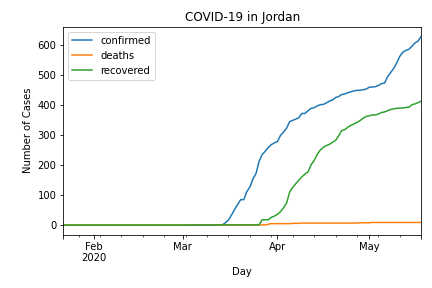 COVID-19 in Jordan
confirmed
deaths
recovered
600
500
400
300
200
100
0
Number of Cases
Feb
2020
Mar
Apr
May
Day